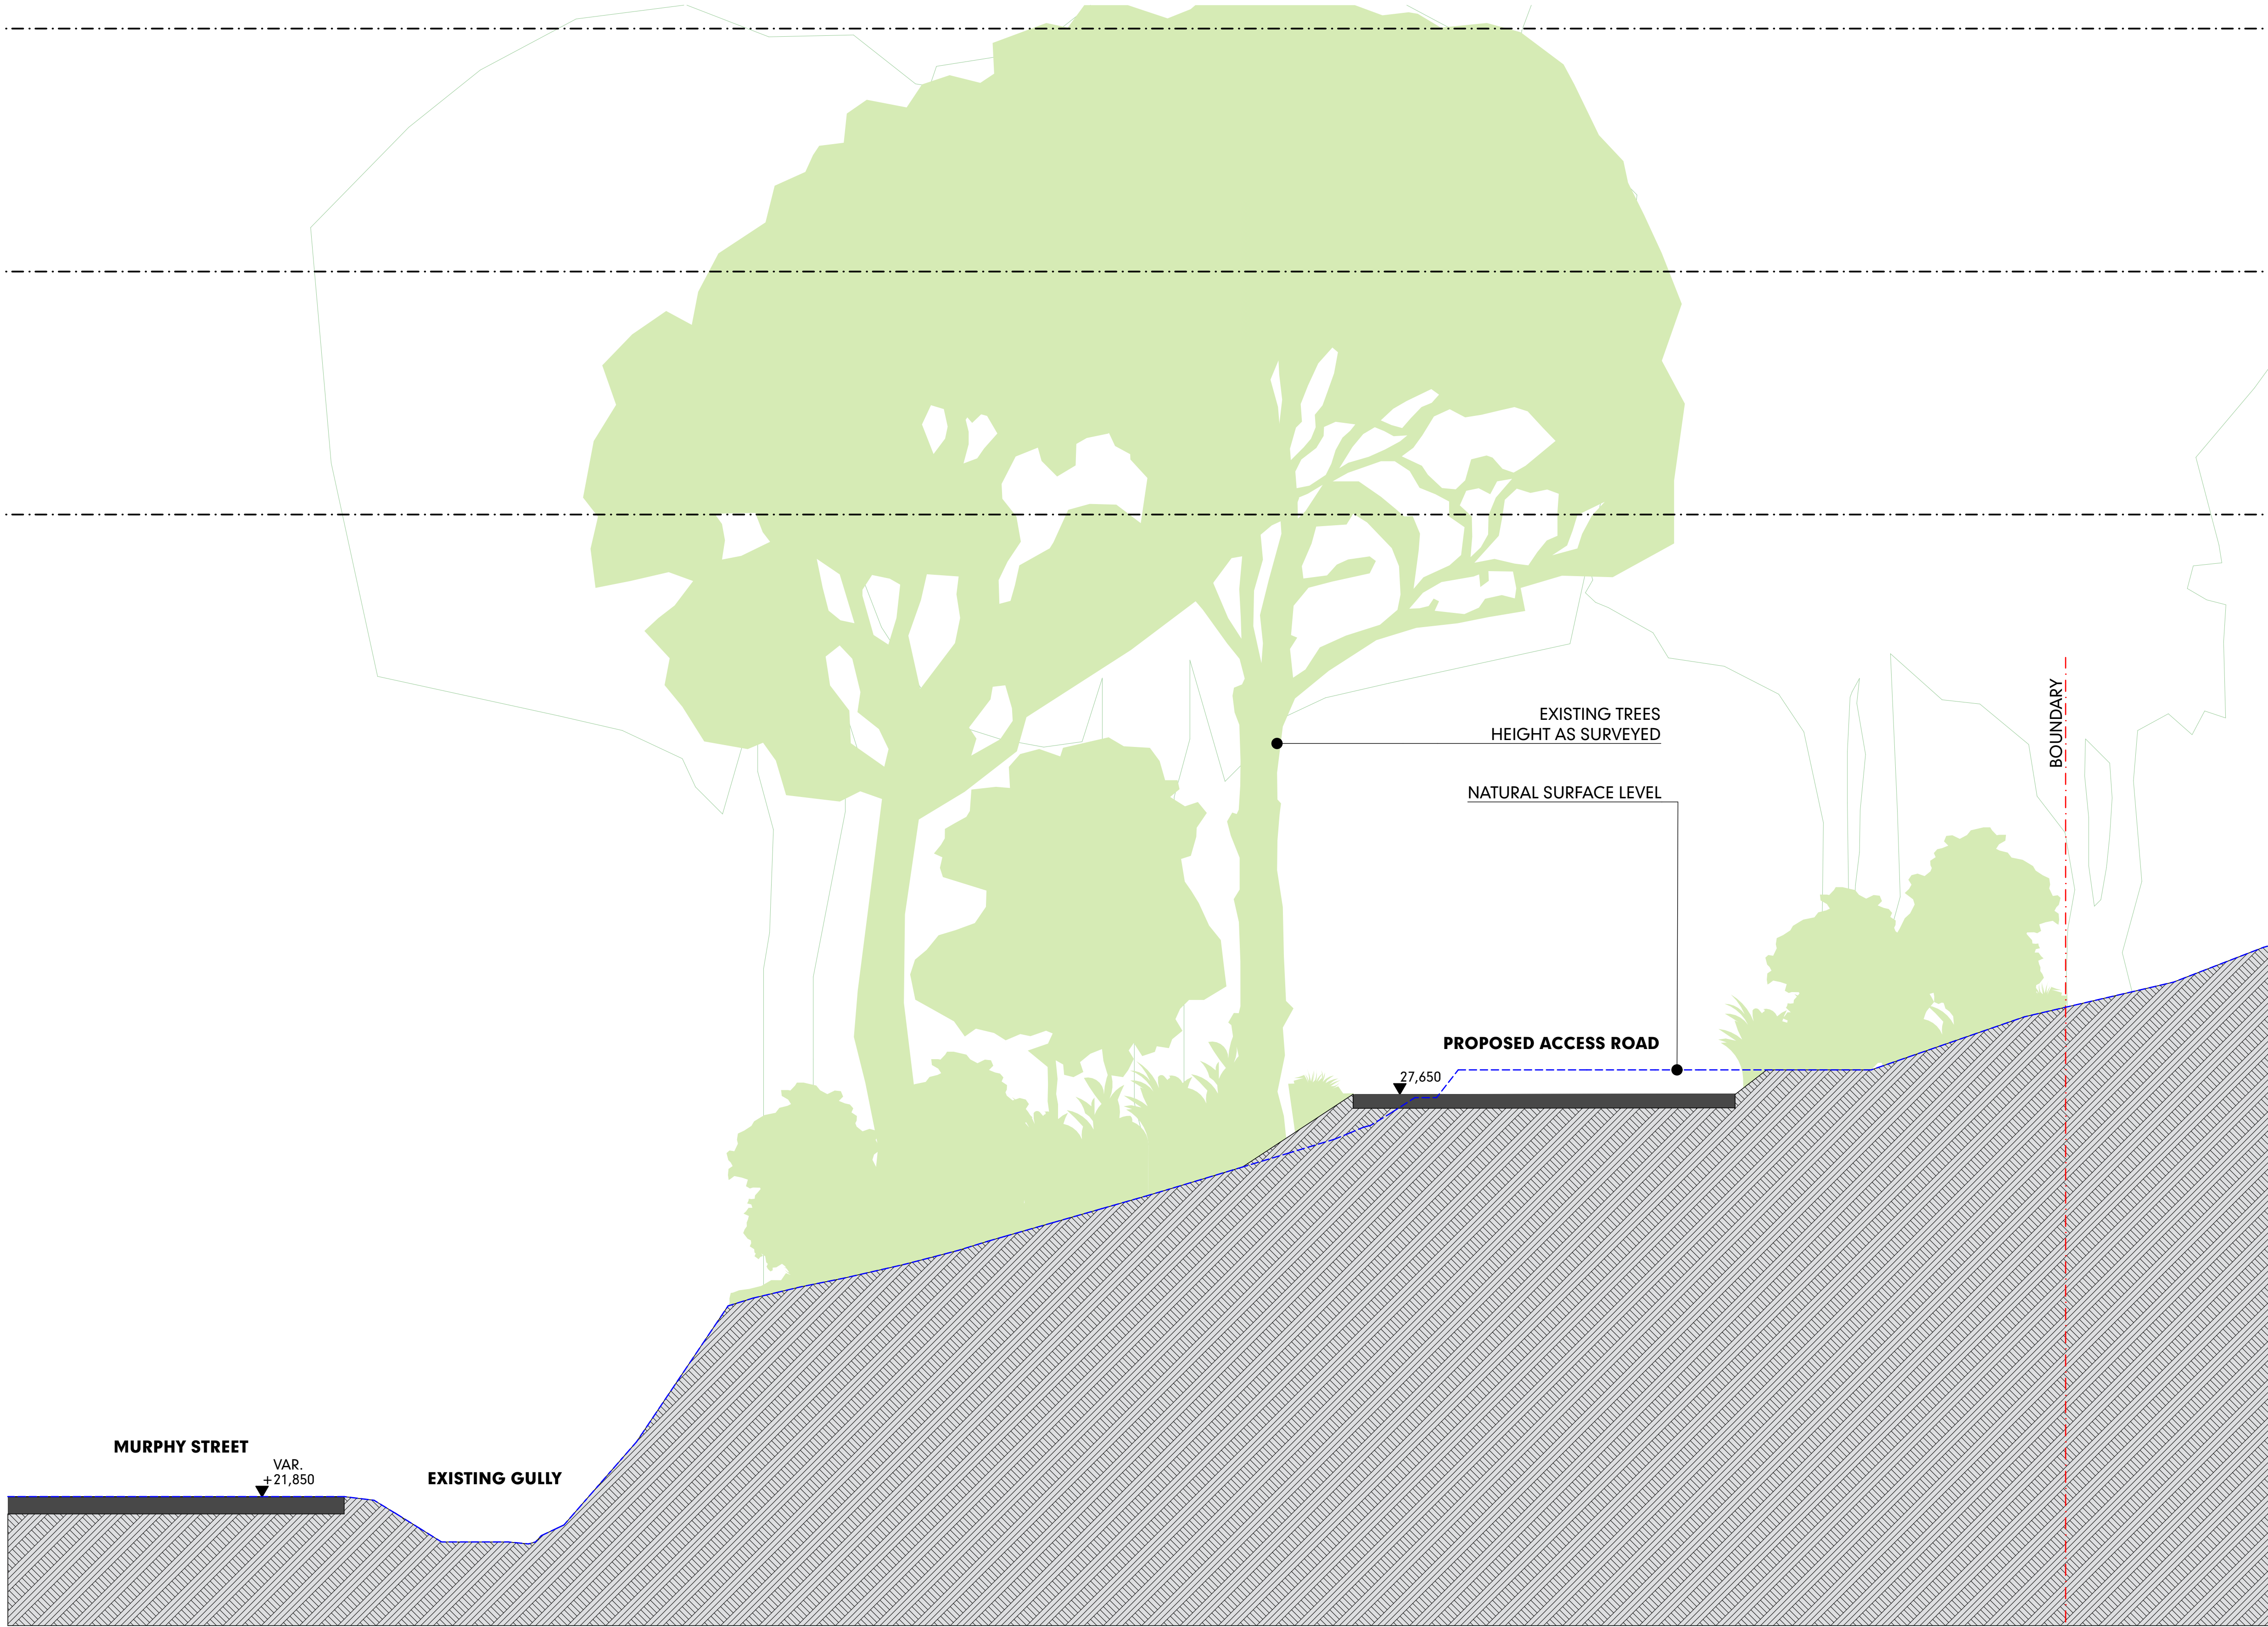 EXISTING TREES
HEIGHT AS SURVEYED
BOUNDARY
NATURAL SURFACE LEVEL
PROPOSED ACCESS ROAD
27,650
MURPHY STREET
VAR.
+21,850
EXISTING GULLY